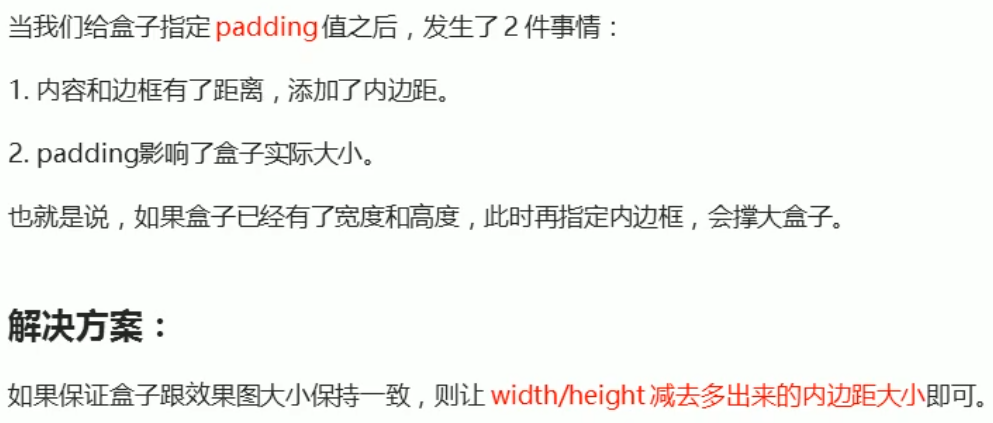 当我们给盒子指定 padding 值之后，发生了 2 件事情：
1. 内容和边框有了距离，添加了内边距。
2. padding影响了盒子实际大小。
也就是说，如果盒子已经有了宽度和高度，此时再指定内边框，会撑大盒子。
解决方案：
如果保证盒子跟效果图大小保持一致，则让 width/height 减去多出来的内边距大小即可。